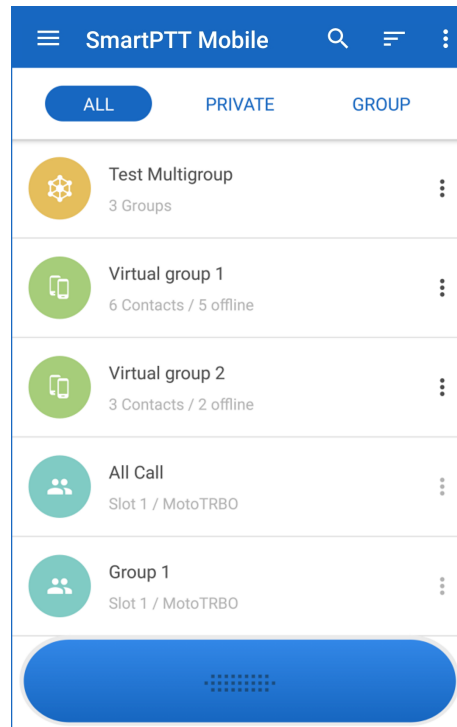 SmartPTT Mobile
ALL PRIVATE GROUP
Test Multigroup
3 Groups
Virtual group 1
6 Contacts / 5 offline
Virtual group 2
3 Contacts / 2 offline
All Call
Slot 1 / MotoTRBO
Group 1
Slot 1 / MotoTRBO